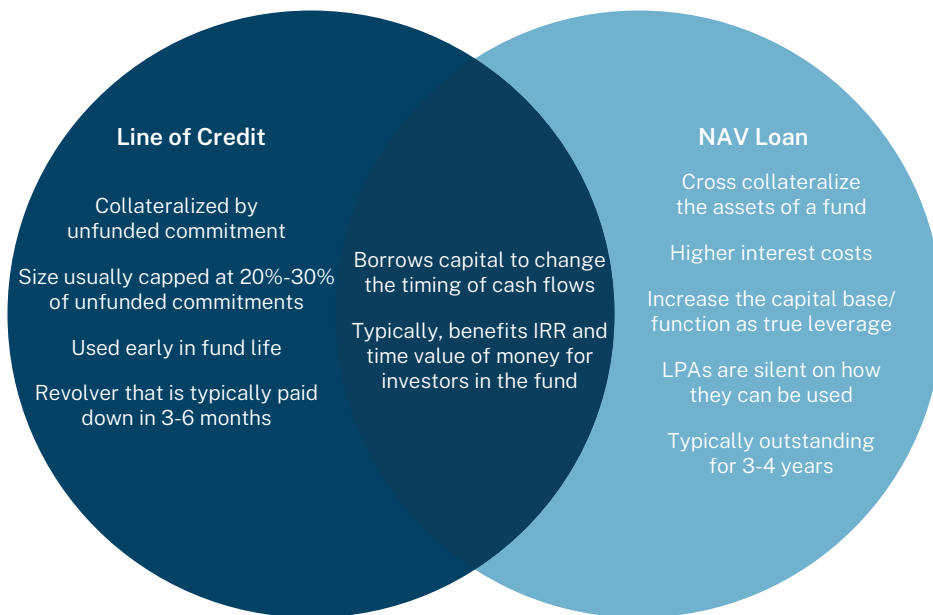 Line of Credit
Collateralized by
unfunded commitment
Size usually capped at 20%-30%
of unfunded commitments
Used early in fund life
Revolver that is typically paid
down in 3-6 months
Borrows capital to change
the timing of cash flows
Typically, benefits IRR and
time value of money for
investors in the fund
NAV Loan
Cross collateralize
the assets of a fund
Higher interest costs
Increase the capital base/
function as true leverage
LPAs are silent on how
they can be used
Typically outstanding
for 3-4 years